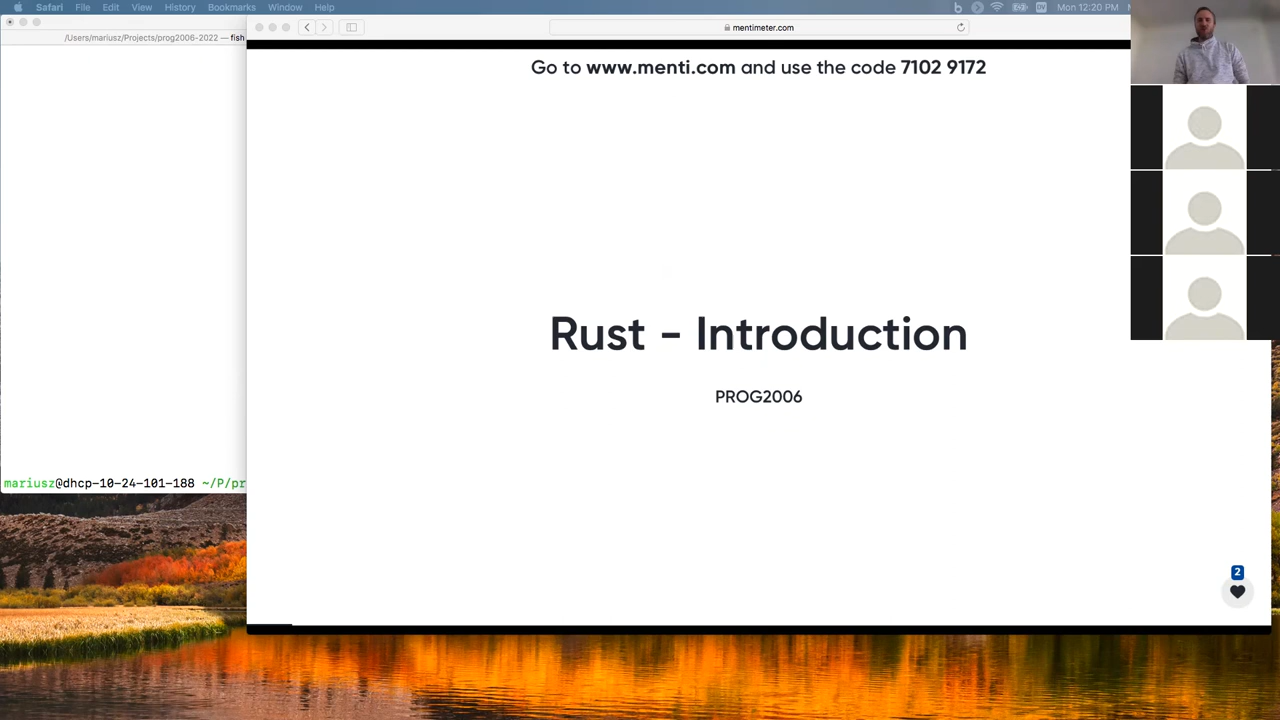 Safari File Edit View History Bookmarks Window Help
DV Mon 12:20 PM
/Users/mariusz/Projects/prog2006-2022 — fish
mentimeter.com
Go to www.menti.com and use the code 7102 9172
Rust - Introduction
PROG2006
mariusz@dhcp-10-24-101-188 ~/P/pr
2